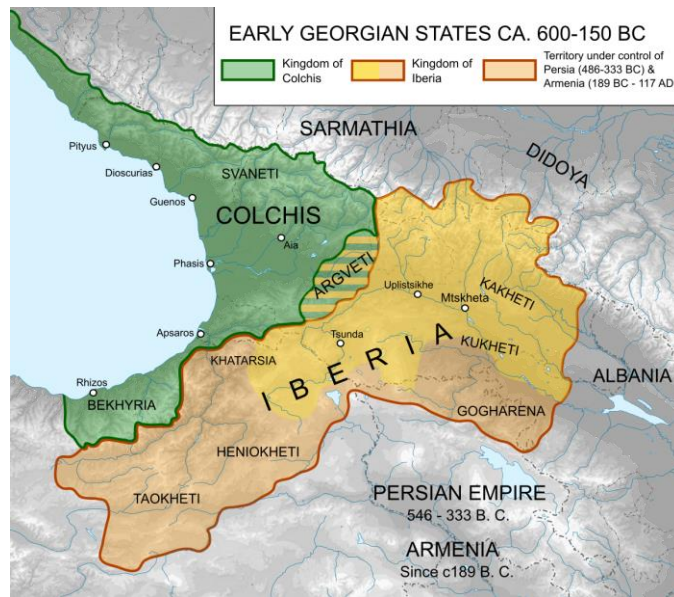 EARLY GEORGIAN STATES CA. 600-150 BC
Kingdom of
Colchis
Kingdom of
Iberia
Territory under control of
Persia (486-333 BC) &
Armenia (189 BC - 117 AD
SARMATHIA
DIDOYA
Pityus
Dioscurias
SVANETI
Guenos
COLCHIS
Aia
Phasis
ARGVETI
Uplistsikhe
KAKHETI
Mtskheta
Apsaros
Tsunda
KUKHETI
KHATARSIA
IBERIA
ALBANIA
Rhizos
BEKHYRIA
GOGHARENA
HENIOKHETI
TAOKHETI
PERSIAN EMPIRE
546 - 333 B. C.
ARMENIA
Since c189 B. C.